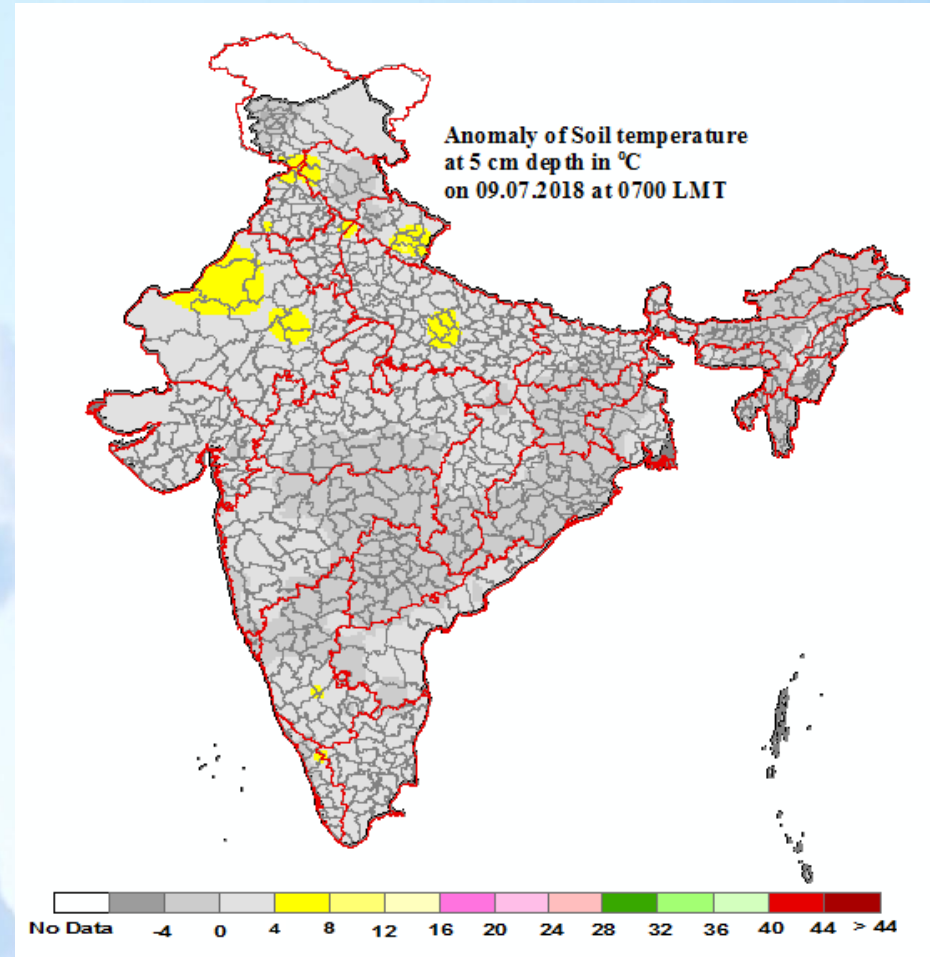 Anomaly of Soil temperature
at 5 cm depth in ⁰C
on 09.07.2018 at 0700 LMT
No Data -4 0 4 8 12 16 20 24 28 32 36 40 44 > 44